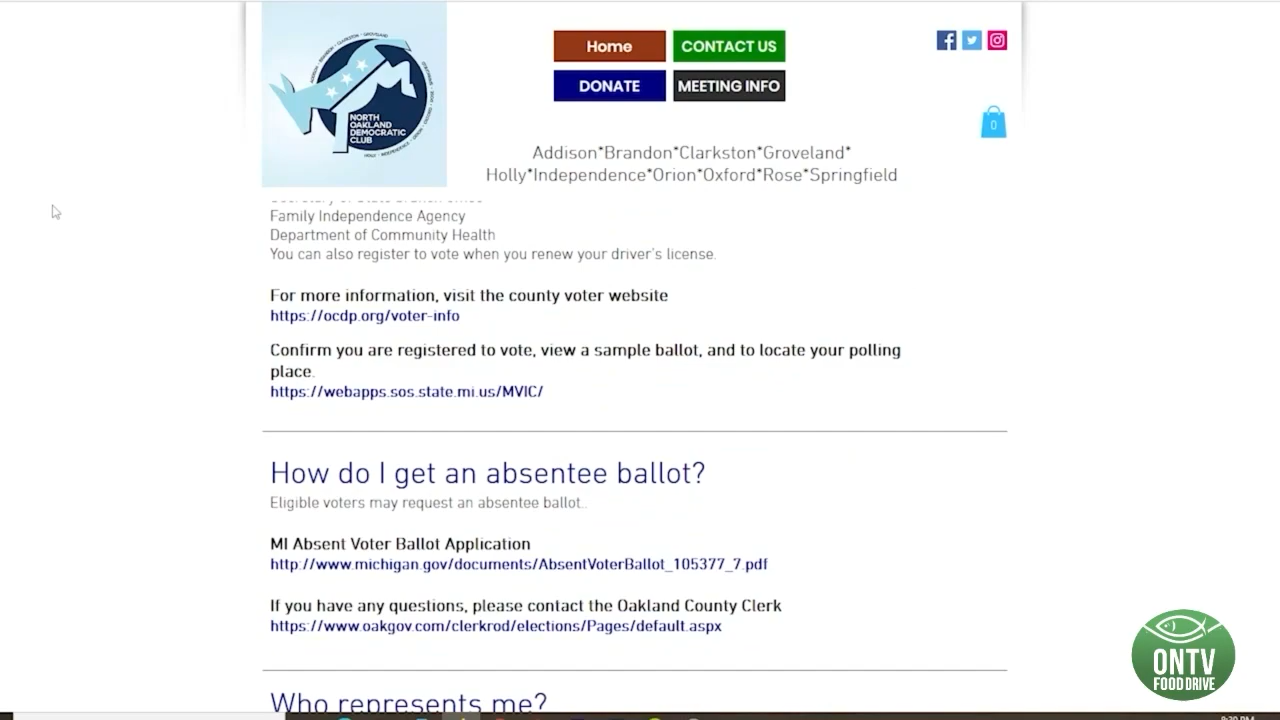 Home
CONTACT US
DONATE
MEETING INFO
NORTH
OAKLAND
DEMOCRATIC
CLUB
0
Addison*Brandon*Clarkston*Groveland*
Holly*Independence*Orion*Oxford*Rose*Springfield
Family Independence Agency
Department of Community Health
You can also register to vote when you renew your driver's license.
For more information, visit the county voter website
https://ocdp.org/voter-info
Confirm you are registered to vote, view a sample ballot, and to locate your polling
place.
https://webapps.sos.state.mi.us/MVIC/
How do I get an absentee ballot?
Eligible voters may request an absentee ballot..
MI Absent Voter Ballot Application
http://www.michigan.gov/documents/AbsentVoterBallot_105377_7.pdf
If you have any questions, please contact the Oakland County Clerk
https://www.oakgov.com/clerkrod/elections/Pages/default.aspx
Who represents me?
ONTV
FOOD DRIVE